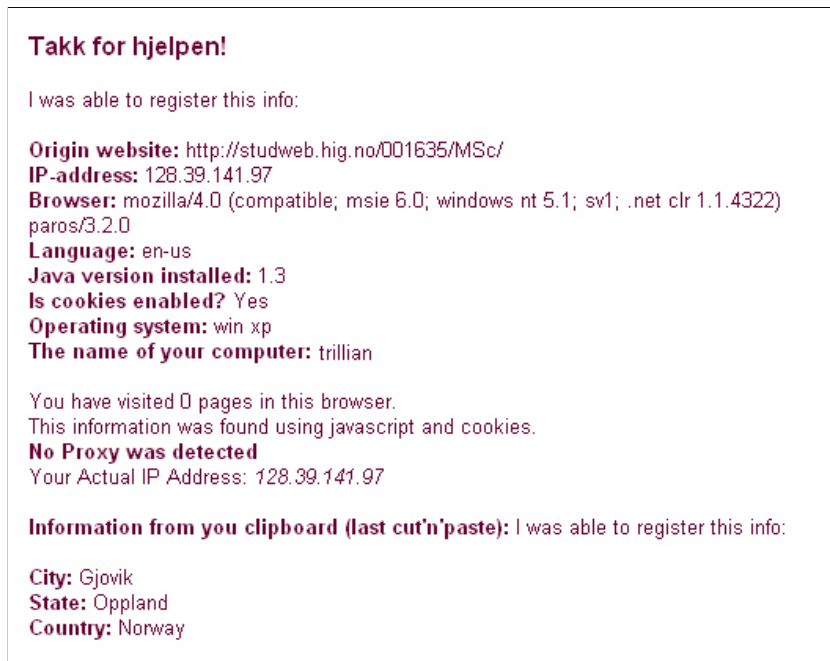 Takk for hjelpen!
I was able to register this info:
Origin website: http://studweb.hig.no/001635/MSc/
IP-address: 128.39.141.97
Browser: mozilla/4.0 (compatible; msie 6.0; windows nt 5.1; sv1; .net clr 1.1.4322)
paros/3.2.0
Language: en-us
Java version installed: 1.3
Is cookies enabled? Yes
Operating system: win xp
The name of your computer: trillian
You have visited 0 pages in this browser.
This information was found using javascript and cookies.
No Proxy was detected
Your Actual IP Address: 128.39.141.97
Information from you clipboard (last cut'n'paste): I was able to register this info:
City: Gjovik
State: Oppland
Country: Norway